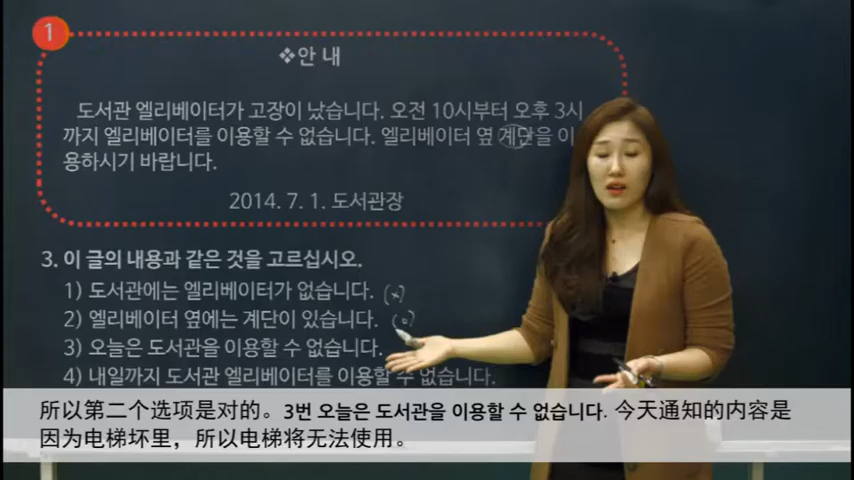 1
❖안 내
도서관 엘리베이터가 고장이 났습니다. 오전 10시부터 오후 3시
까지 엘리베이터를 이용할 수 없습니다. 엘리베이터 옆 계단을 이
용하시기 바랍니다.
2014. 7. 1. 도서관장
3. 이 글의 내용과 같은 것을 고르십시오.
1) 도서관에는 엘리베이터가 없습니다. (×)
2) 엘리베이터 옆에는 계단이 있습니다. (o)
3) 오늘은 도서관을 이용할 수 없습니다.
4) 내일까지 도서관 엘리베이터를 이용할 수 없습니다.
所以第二个选项是对的。3번 오늘은 도서관을 이용할 수 없습니다. 今天通知的内容是
因为电梯坏里，所以电梯将无法使用。